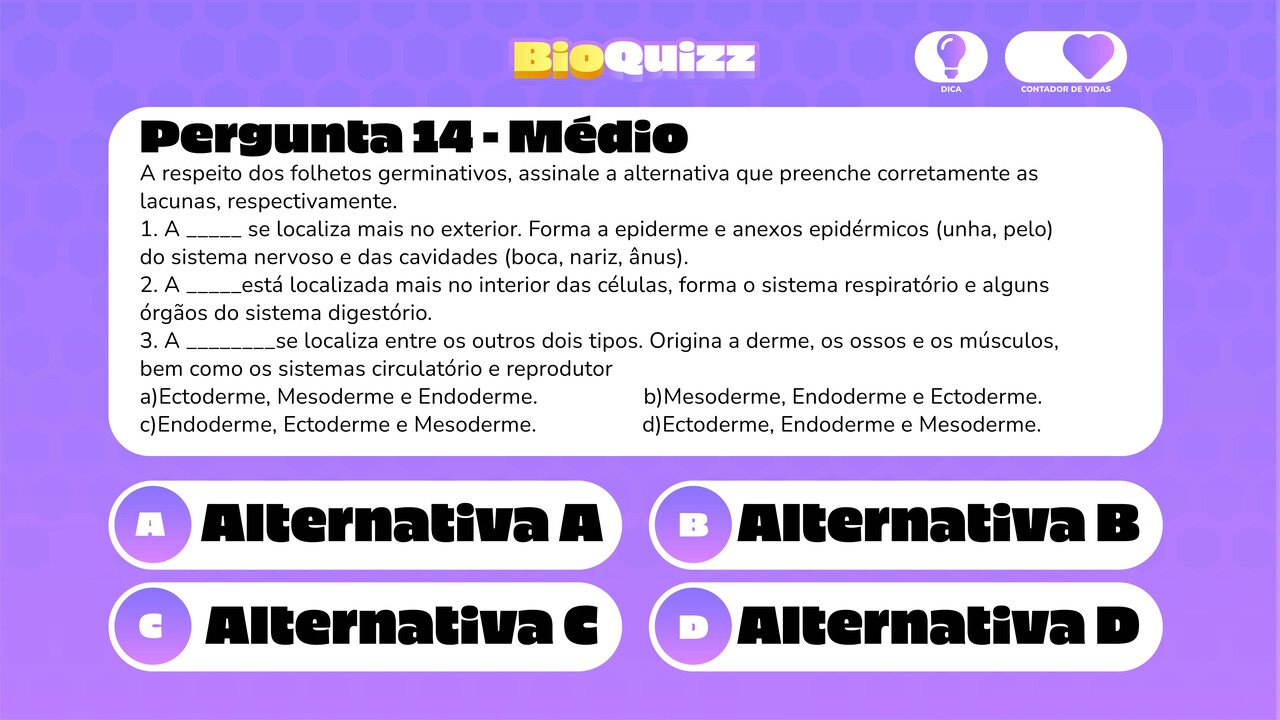 BioQuizz
DICA
CONTADOR DE VIDAS
Pergunta 14 - Médio
A respeito dos folhetos germinativos, assinale a alternativa que preenche corretamente as
lacunas, respectivamente.
1. A _____ se localiza mais no exterior. Forma a epiderme e anexos epidérmicos (unha, pelo)
do sistema nervoso e das cavidades (boca, nariz, ânus).
2. A _____está localizada mais no interior das células, forma o sistema respiratório e alguns
órgãos do sistema digestório.
3. A ________se localiza entre os outros dois tipos. Origina a derme, os ossos e os músculos,
bem como os sistemas circulatório e reprodutor
a)Ectoderme, Mesoderme e Endoderme. b)Mesoderme, Endoderme e Ectoderme.
c)Endoderme, Ectoderme e Mesoderme. d)Ectoderme, Endoderme e Mesoderme.
A Alternativa A
B Alternativa B
C Alternativa C
D Alternativa D